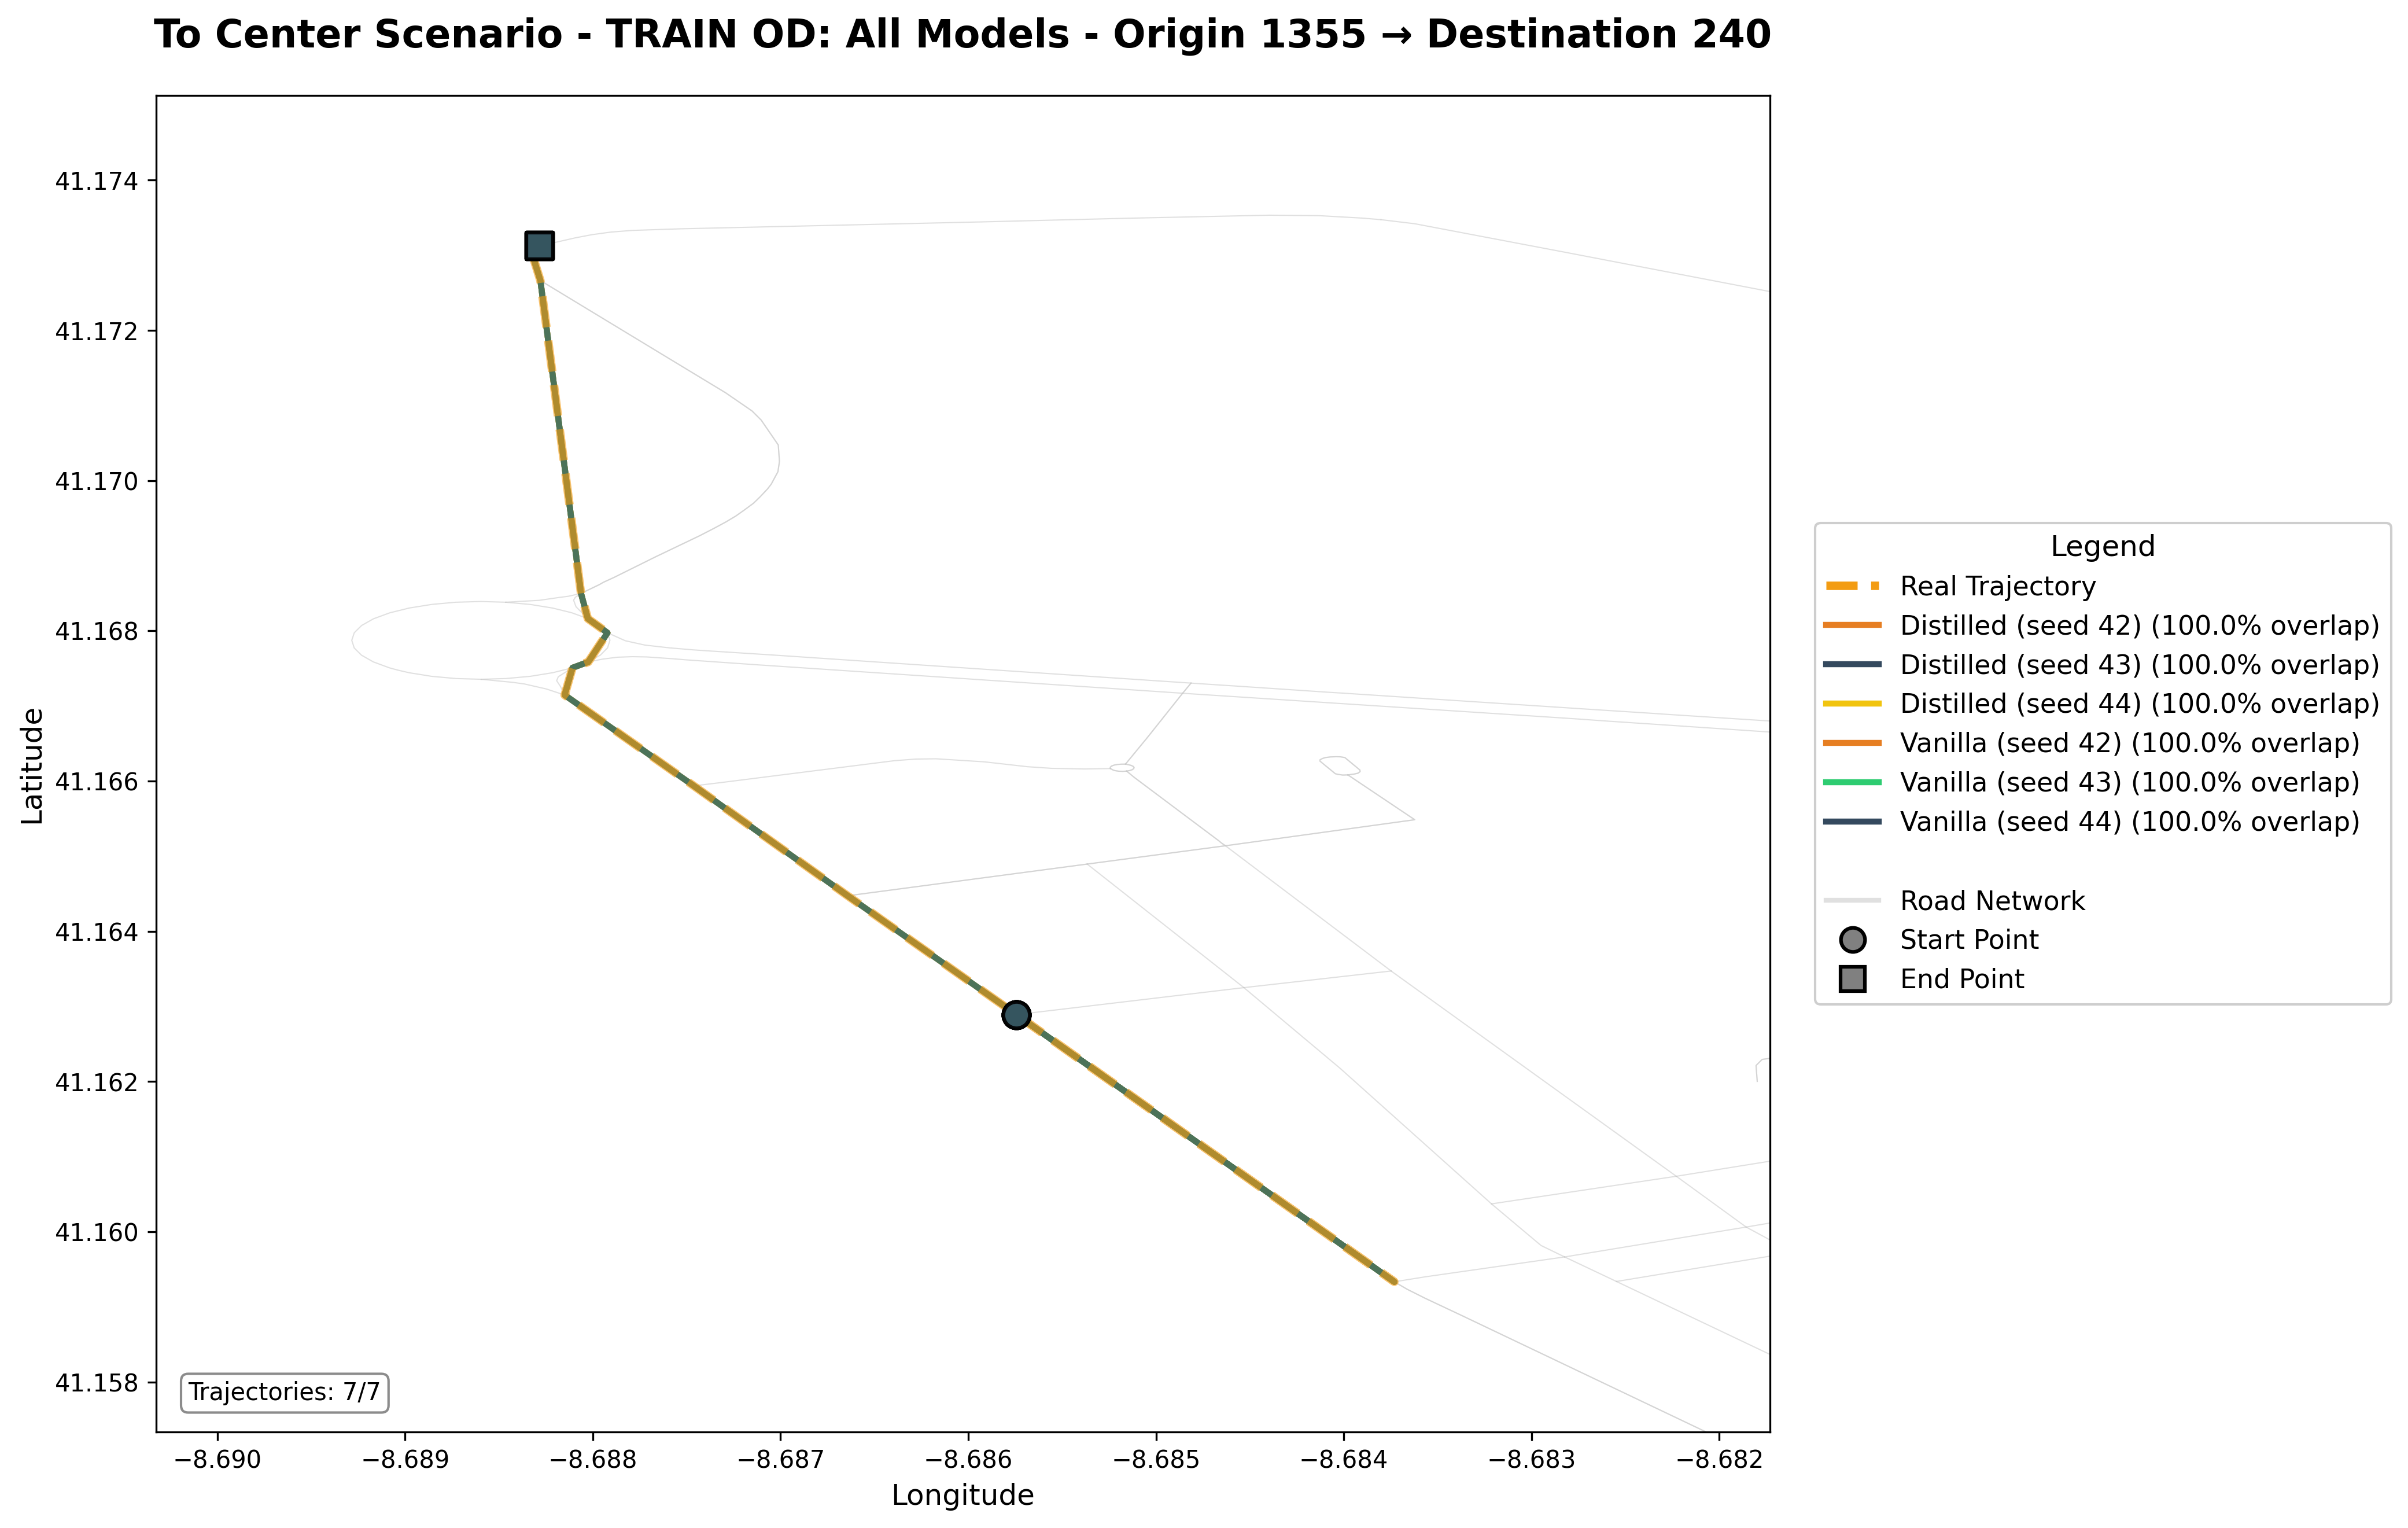 To Center Scenario - TRAIN OD: All Models - Origin 1355 → Destination 240
41.174
41.172
41.170
41.168
41.166
41.164
41.162
41.160
41.158
Latitude
−8.690
−8.689
−8.688
−8.687
−8.686
−8.685
−8.684
−8.683
−8.682
Longitude
Trajectories: 7/7
Legend
Real Trajectory
Distilled (seed 42) (100.0% overlap)
Distilled (seed 43) (100.0% overlap)
Distilled (seed 44) (100.0% overlap)
Vanilla (seed 42) (100.0% overlap)
Vanilla (seed 43) (100.0% overlap)
Vanilla (seed 44) (100.0% overlap)
Road Network
Start Point
End Point